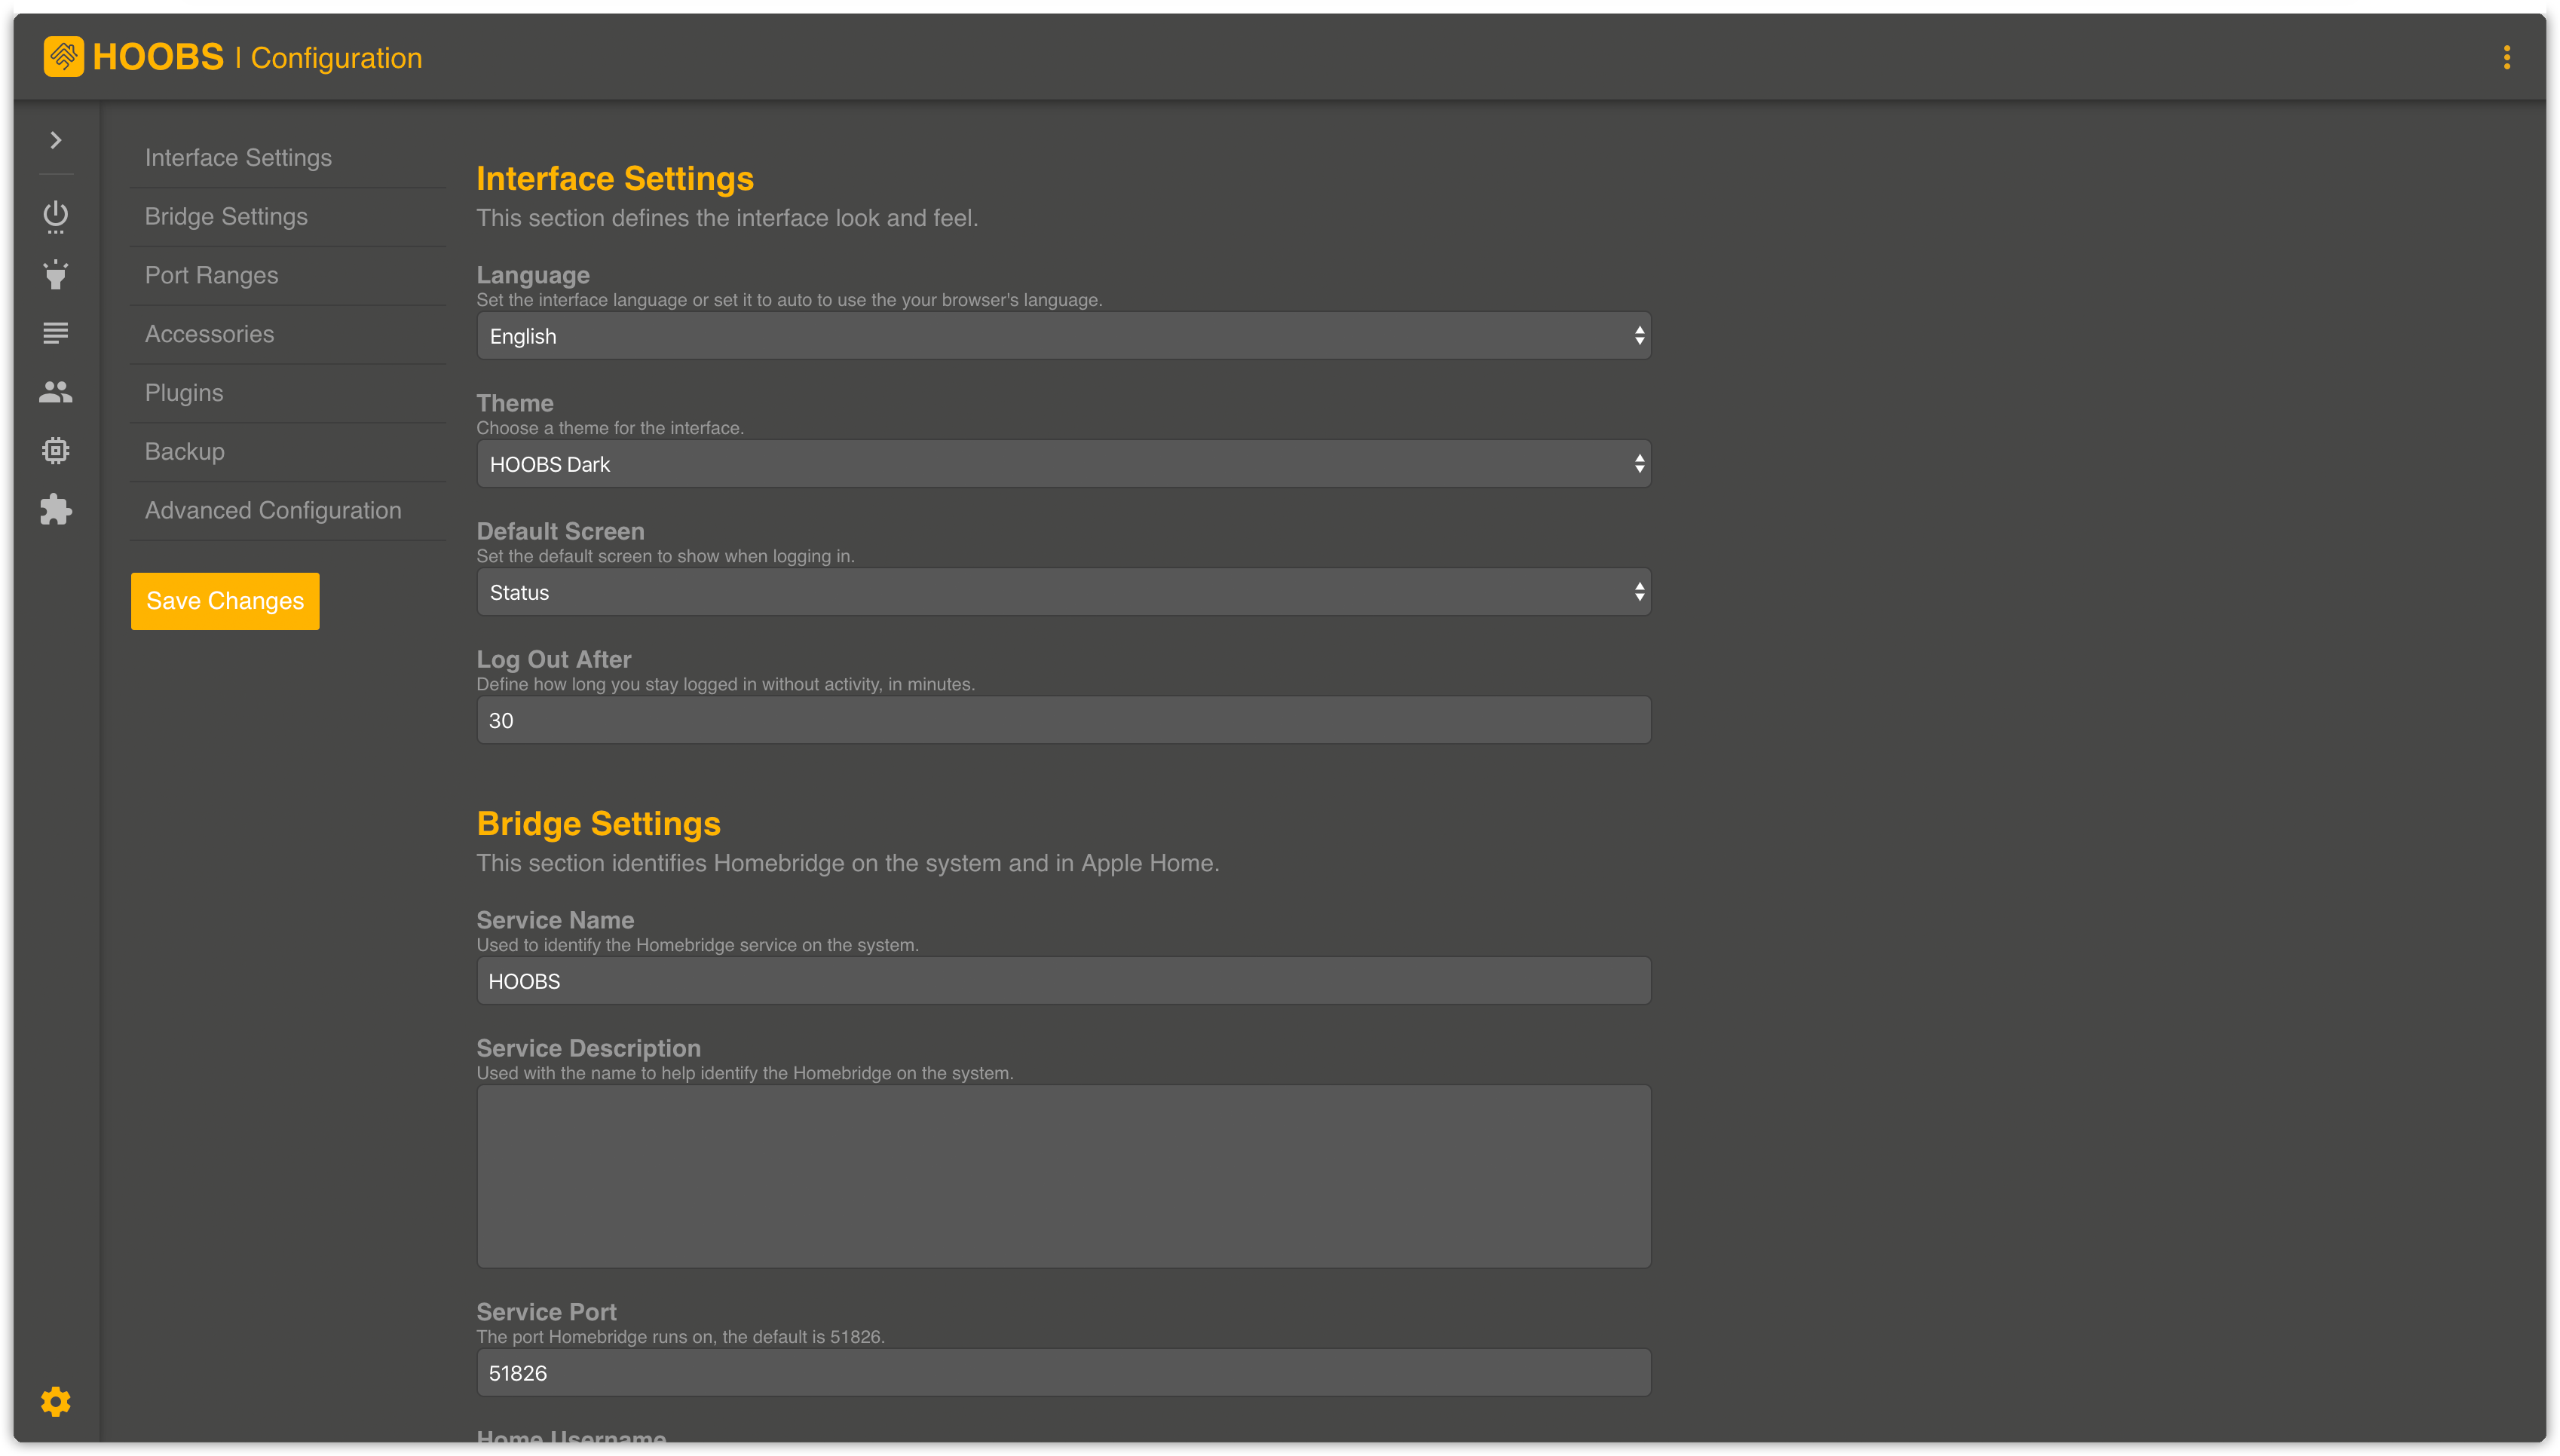 HOOBS | Configuration
Interface Settings
Bridge Settings
Port Ranges
Accessories
Plugins
Backup
Advanced Configuration
Save Changes
Interface Settings
This section defines the interface look and feel.
Language
Set the interface language or set it to auto to use the your browser's language.
English
Theme
Choose a theme for the interface.
HOOBS Dark
Default Screen
Set the default screen to show when logging in.
Status
Log Out After
Define how long you stay logged in without activity, in minutes.
30
Bridge Settings
This section identifies Homebridge on the system and in Apple Home.
Service Name
Used to identify the Homebridge service on the system.
HOOBS
Service Description
Used with the name to help identify the Homebridge on the system.
Service Port
The port Homebridge runs on, the default is 51826.
51826
Home Username